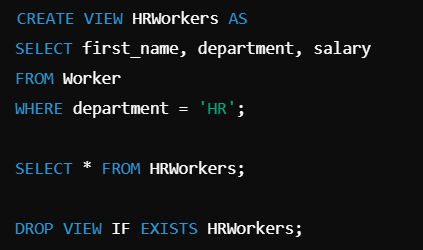 CREATE VIEW HRWorkers AS
SELECT first_name, department, salary
FROM Worker
WHERE department = 'HR';
SELECT * FROM HRWorkers;
DROP VIEW IF EXISTS HRWorkers;